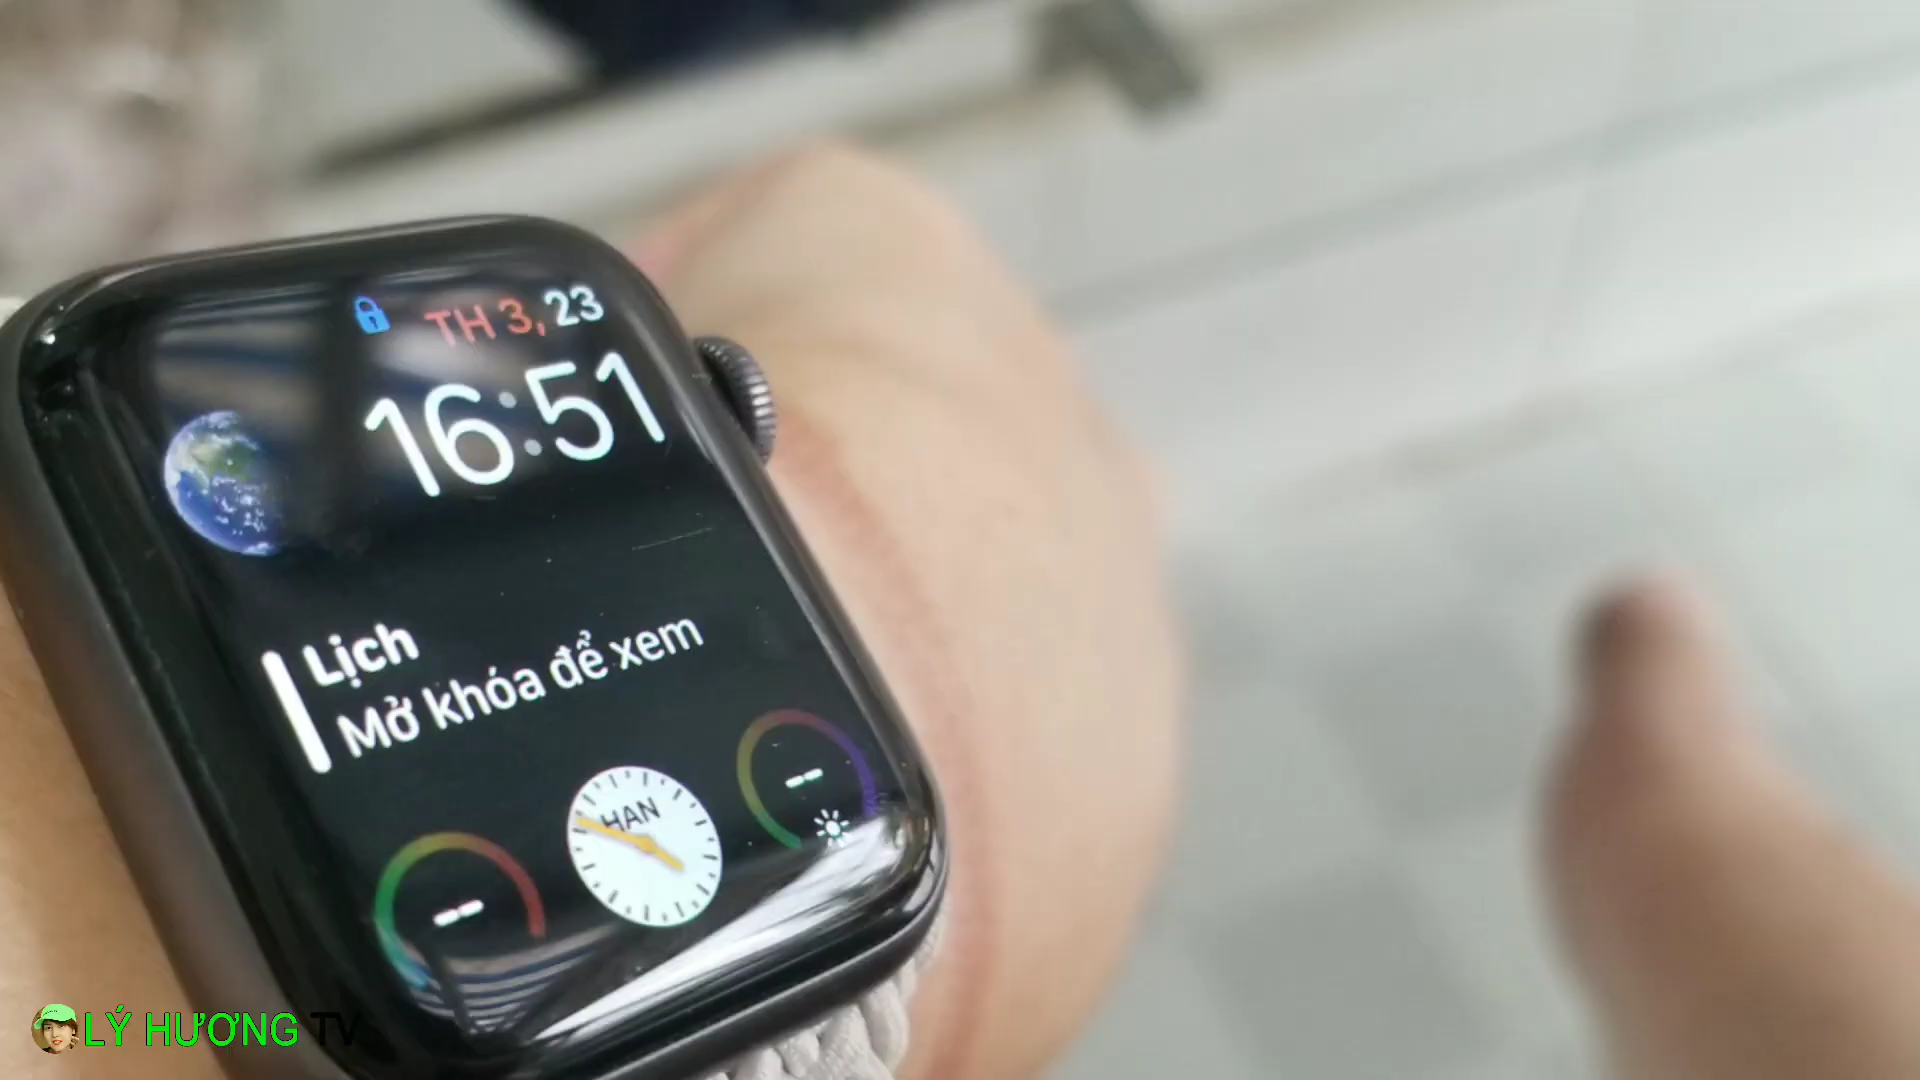 TH 3, 23
16:51
Lịch
Mở khóa để xem
HAN
--
--
LÝ HƯƠNG TV